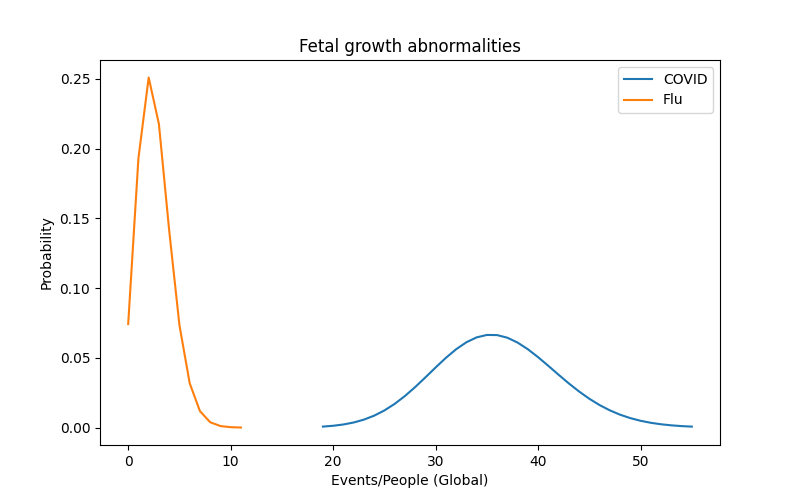 Fetal growth abnormalities
COVID
Flu
0.25
0.20
0.15
0.10
0.05
0.00
Probability
0 10 20 30 40 50
Events/People (Global)